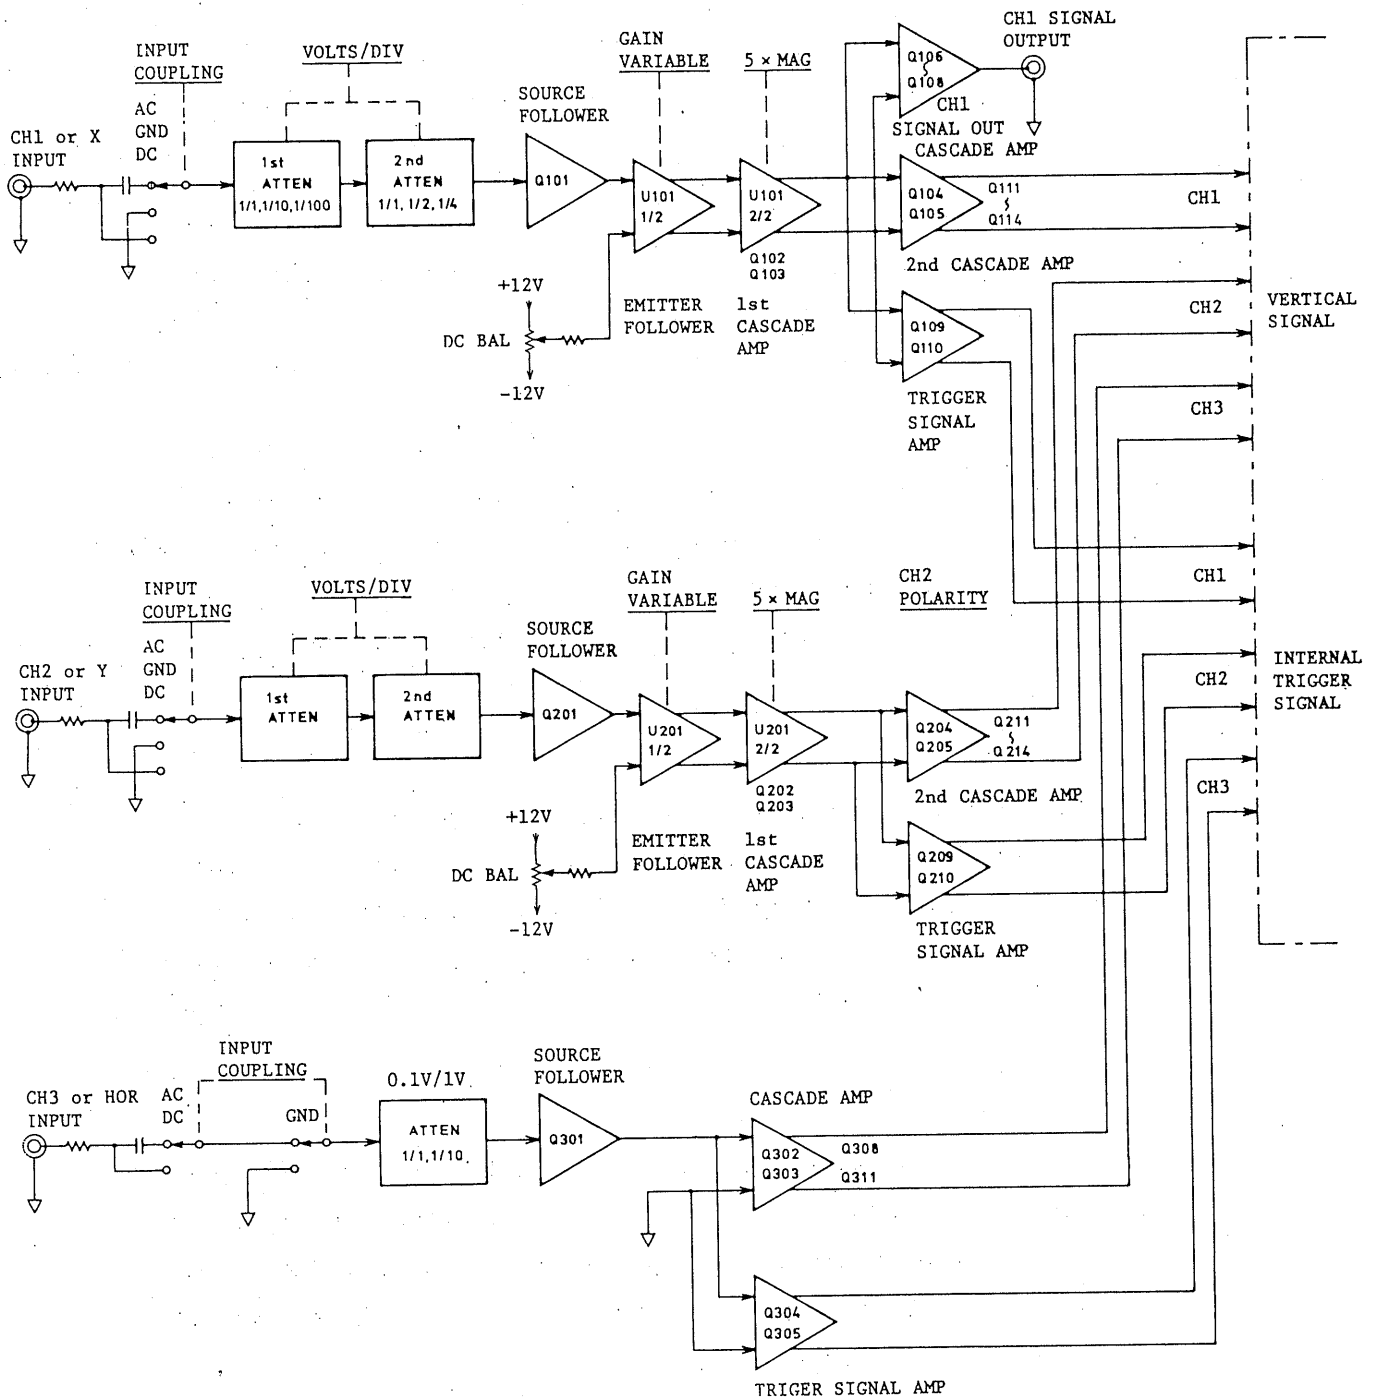 CH1 SIGNAL
OUTPUT
INPUT
COUPLING
VOLTS/DIV
GAIN
VARIABLE
5 × MAG
Q106
Q108
CH1
SIGNAL OUT
CASCADE AMP
AC
GND
DC
CH1 or X
INPUT
1st
ATTEN
1/1,1/10,1/100
2nd
ATTEN
1/1, 1/2, 1/4
SOURCE
FOLLOWER
Q101
U101
1/2
U101
2/2
Q102
Q103
Q104
Q105
Q111
Q114
CH1
2nd CASCADE AMP
+12V
DC BAL
-12V
EMITTER
FOLLOWER
1st
CASCADE
AMP
Q109
Q110
TRIGGER
SIGNAL
AMP
CH2
VERTICAL
SIGNAL
CH3
INPUT
COUPLING
VOLTS/DIV
GAIN
VARIABLE
5 × MAG
CH2
POLARITY
CH1
AC
GND
DC
CH2 or Y
INPUT
1st
ATTEN
2nd
ATTEN
SOURCE
FOLLOWER
Q201
U201
1/2
U201
2/2
Q202
Q203
Q204
Q205
Q211
Q214
2nd CASCADE AMP
CH2
INTERNAL
TRIGGER
SIGNAL
CH3
+12V
DC BAL
-12V
EMITTER
FOLLOWER
1st
CASCADE
AMP
Q209
Q210
TRIGGER
SIGNAL AMP
INPUT
COUPLING
CH3 or HOR
INPUT
AC
DC
GND
0.1V/1V
ATTEN
1/1,1/10
SOURCE
FOLLOWER
Q301
CASCADE AMP
Q302
Q303
Q308
Q311
Q304
Q305
TRIGER SIGNAL AMP